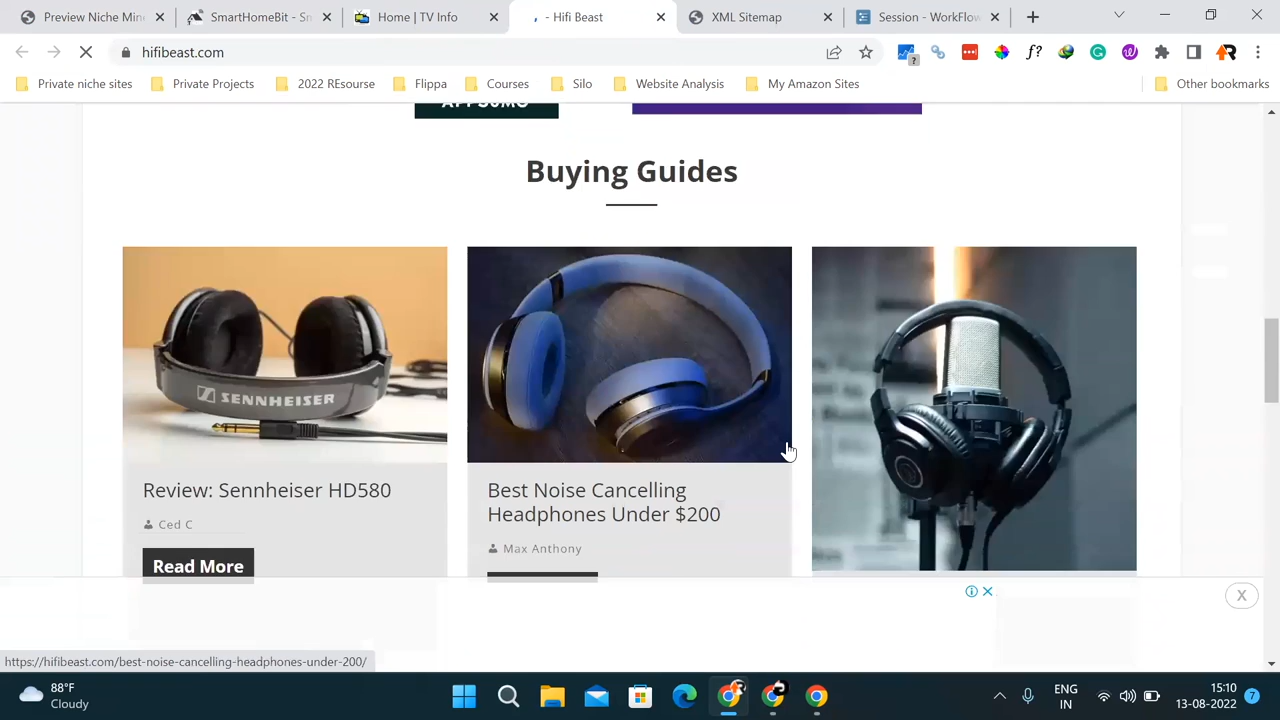 Preview Niche Min
SmartHomeBit - Sm
Home | TV Info
- Hifi Beast
XML Sitemap
Session - WorkFlow
hifibeast.com
Private niche sites
Private Projects
2022 REsource
Flippa
Courses
Silo
Website Analysis
My Amazon Sites
Other bookmarks
APPSUMO
Buying Guides
SENNHEISER
Review: Sennheiser HD580
Ced C
Read More
Best Noise Cancelling
Headphones Under $200
Max Anthony
X
https://hifibeast.com/best-noise-cancelling-headphones-under-200/
88°F
Cloudy
ENG
IN
15:10
13-08-2022
7